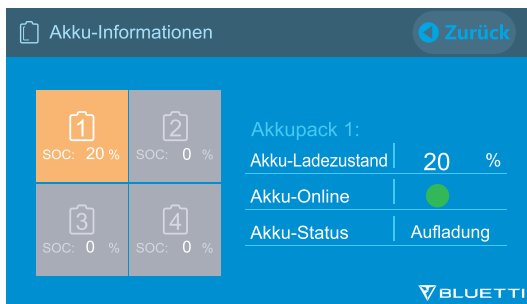 Akku-Informationen
Zurück
1
SOC: 20 %
2
SOC: 0 %
3
SOC: 0 %
4
SOC: 0 %
Akkupack 1:
Akku-Ladezustand 20 %
Akku-Online
Akku-Status Aufladung
BLUETTI